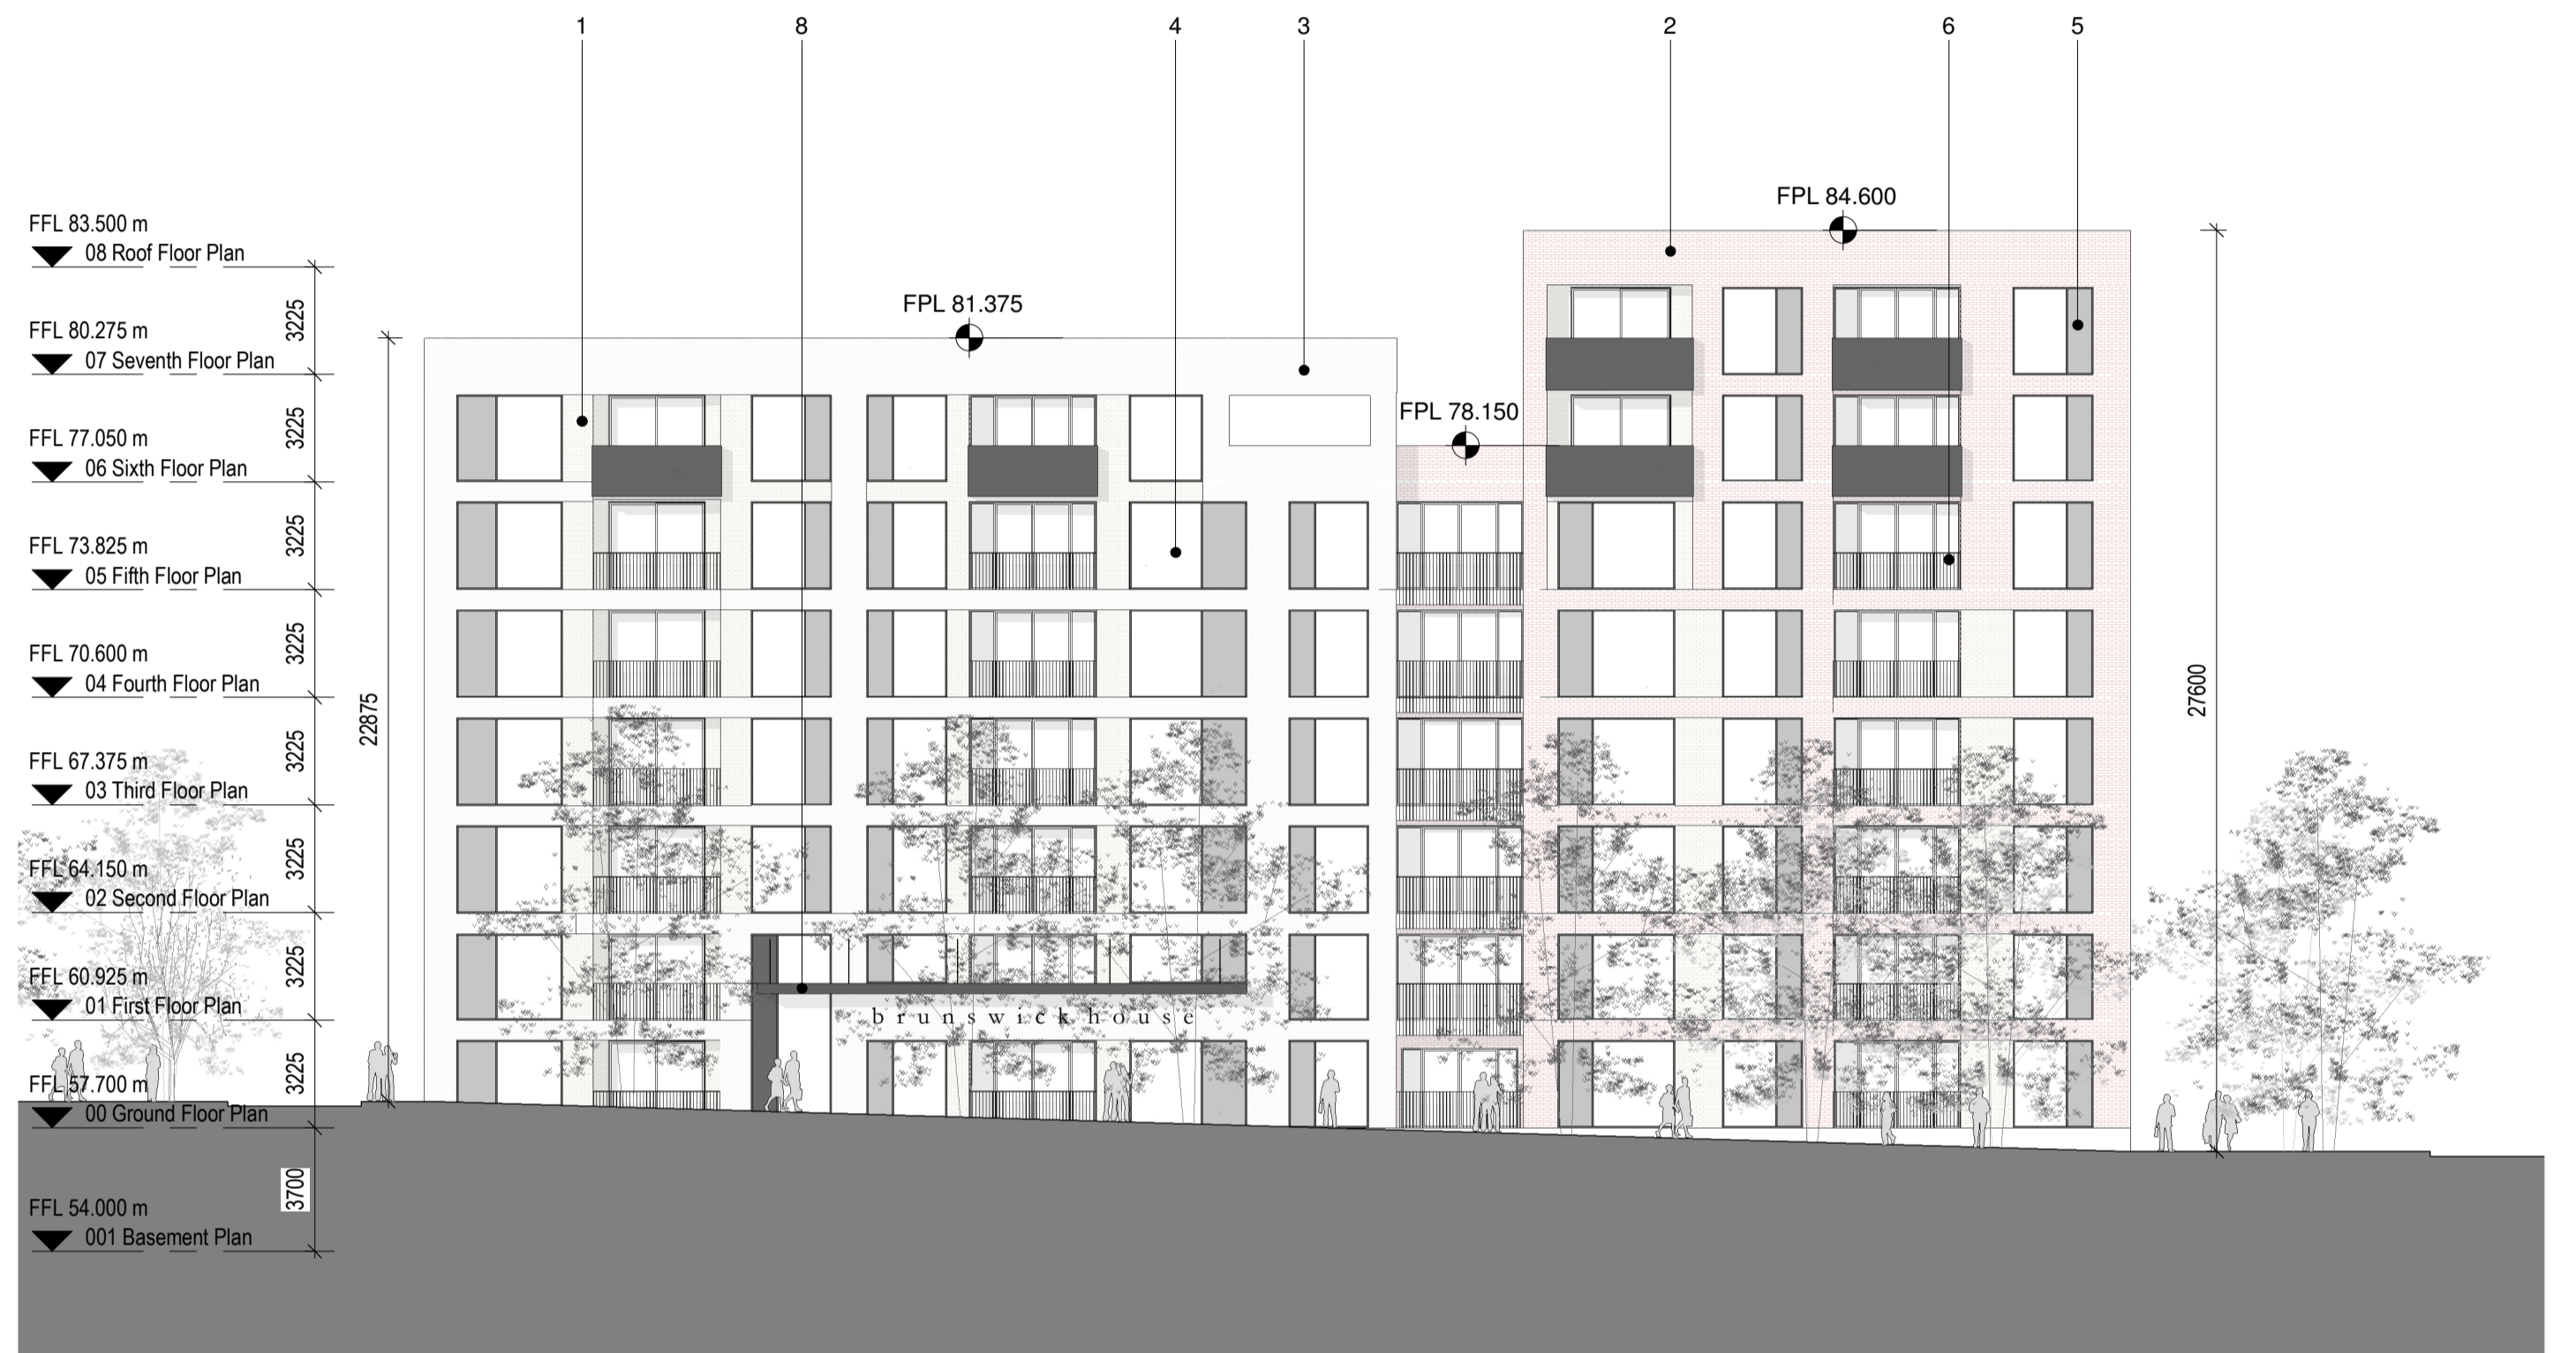 1
8
4
3
2
6
5
FPL 84.600
FFL 83.500 m
08 Roof Floor Plan
FPL 81.375
3225
FFL 80.275 m
07 Seventh Floor Plan
FPL 78.150
3225
FFL 77.050 m
06 Sixth Floor Plan
3225
FFL 73.825 m
05 Fifth Floor Plan
3225
FFL 70.600 m
04 Fourth Floor Plan
22875
27600
3225
FFL 67.375 m
03 Third Floor Plan
3225
FFL 64.150 m
02 Second Floor Plan
3225
FFL 60.925 m
01 First Floor Plan
brunswick house
3225
FFL 57.700 m
00 Ground Floor Plan
3700
FFL 54.000 m
001 Basement Plan